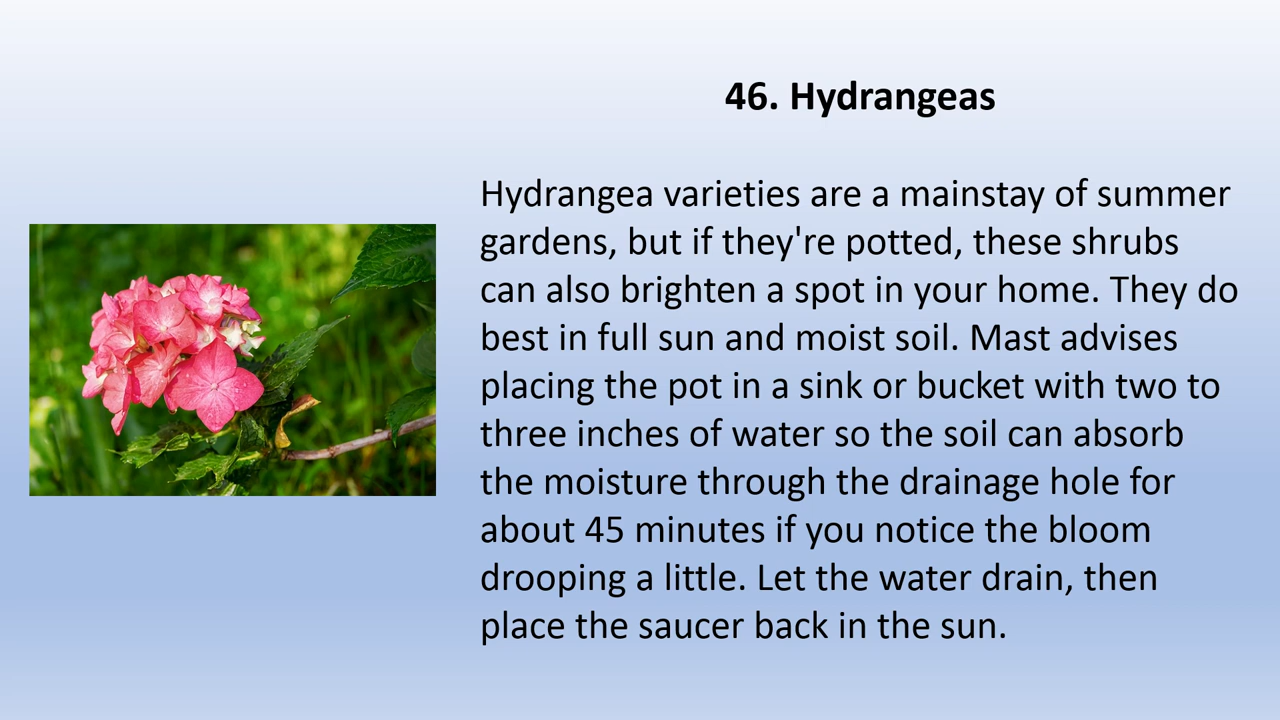 46. Hydrangeas
Hydrangea varieties are a mainstay of summer
gardens, but if they're potted, these shrubs
can also brighten a spot in your home. They do
best in full sun and moist soil. Mast advises
placing the pot in a sink or bucket with two to
three inches of water so the soil can absorb
the moisture through the drainage hole for
about 45 minutes if you notice the bloom
drooping a little. Let the water drain, then
place the saucer back in the sun.